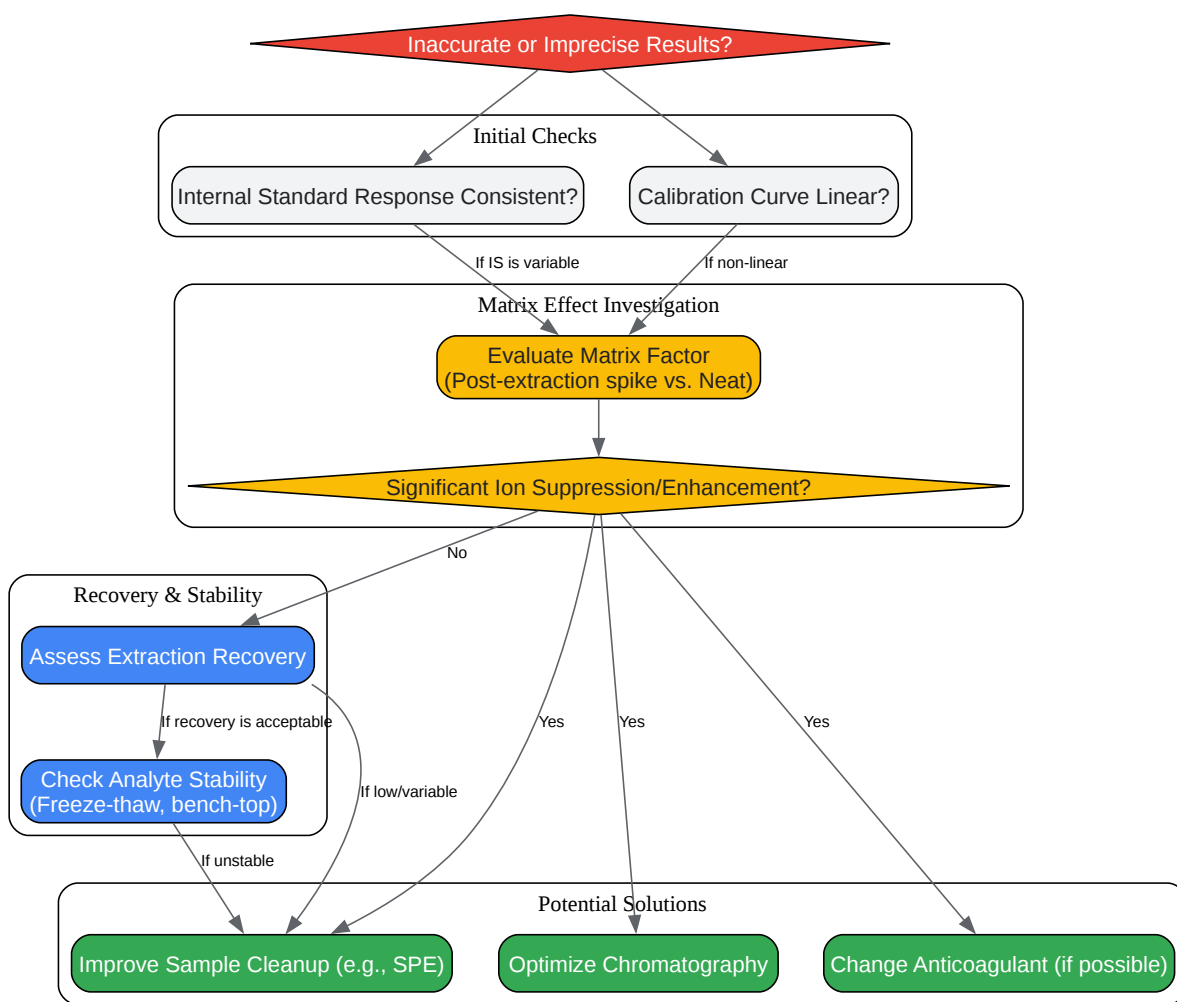 Inaccurate or Imprecise Results?
Initial Checks
Internal Standard Response Consistent?
Calibration Curve Linear?
If IS is variable
If non-linear
Matrix Effect Investigation
Evaluate Matrix Factor
(Post-extraction spike vs. Neat)
Significant Ion Suppression/Enhancement?
No
Recovery & Stability
Assess Extraction Recovery
If recovery is acceptable
Yes
Yes
Yes
Check Analyte Stability
(Freeze-thaw, bench-top)
If low/variable
If unstable
Potential Solutions
Improve Sample Cleanup (e.g., SPE)
Optimize Chromatography
Change Anticoagulant (if possible)